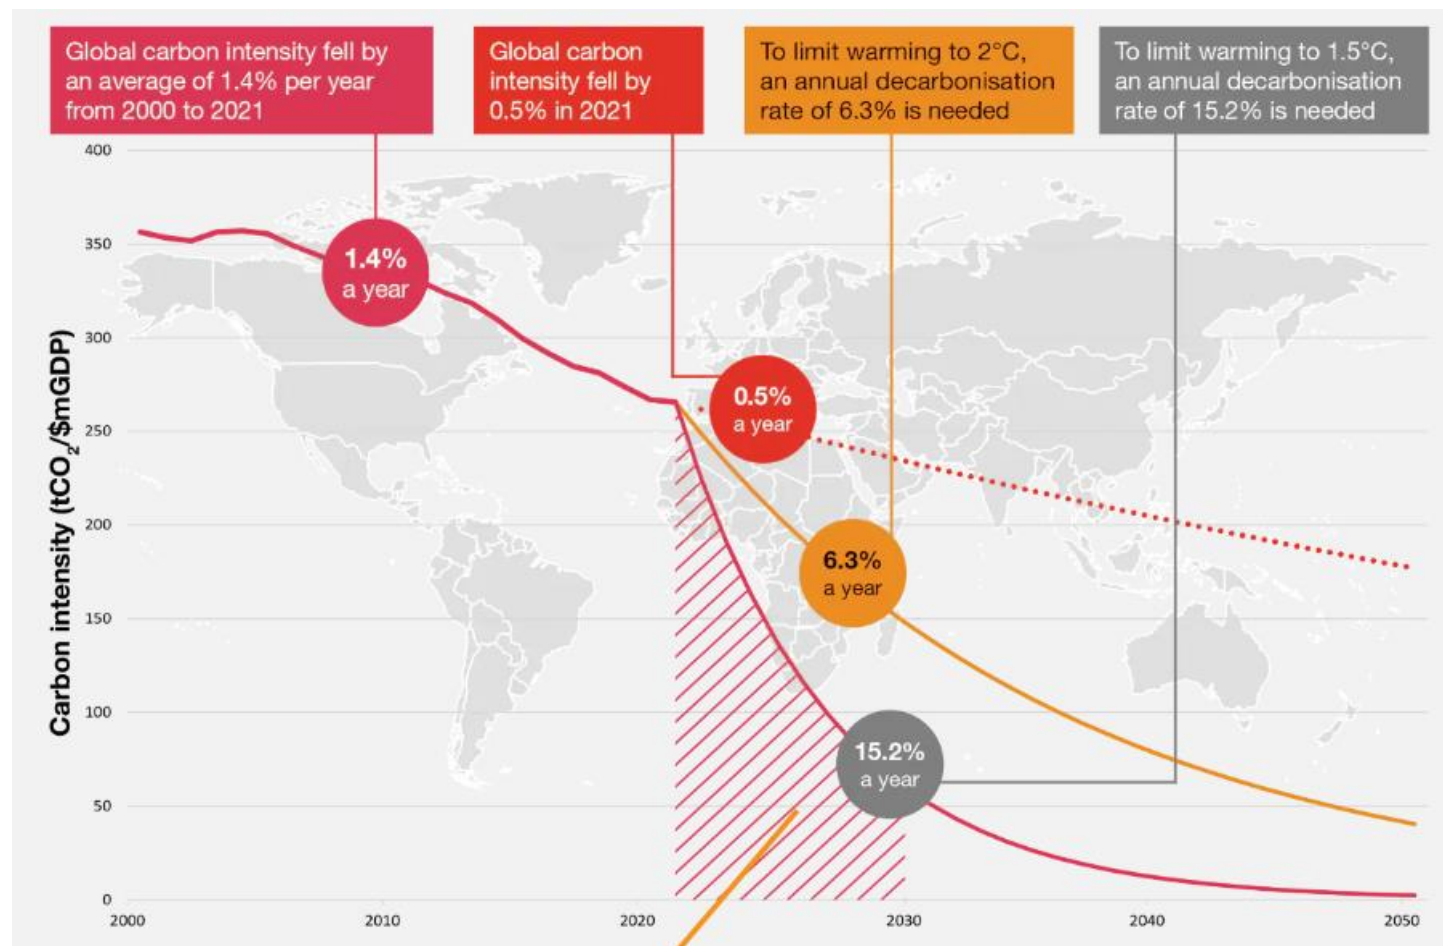 Global carbon intensity fell by
an average of 1.4% per year
from 2000 to 2021
Global carbon
intensity fell by
0.5% in 2021
To limit warming to 2°C,
an annual decarbonisation
rate of 6.3% is needed
To limit warming to 1.5°C,
an annual decarbonisation
rate of 15.2% is needed
Carbon intensity (tCO₂/$mGDP)
400
350
300
250
200
150
100
50
0
1.4%
a year
0.5%
a year
6.3%
a year
15.2%
a year
2000
2010
2020
2030
2040
2050